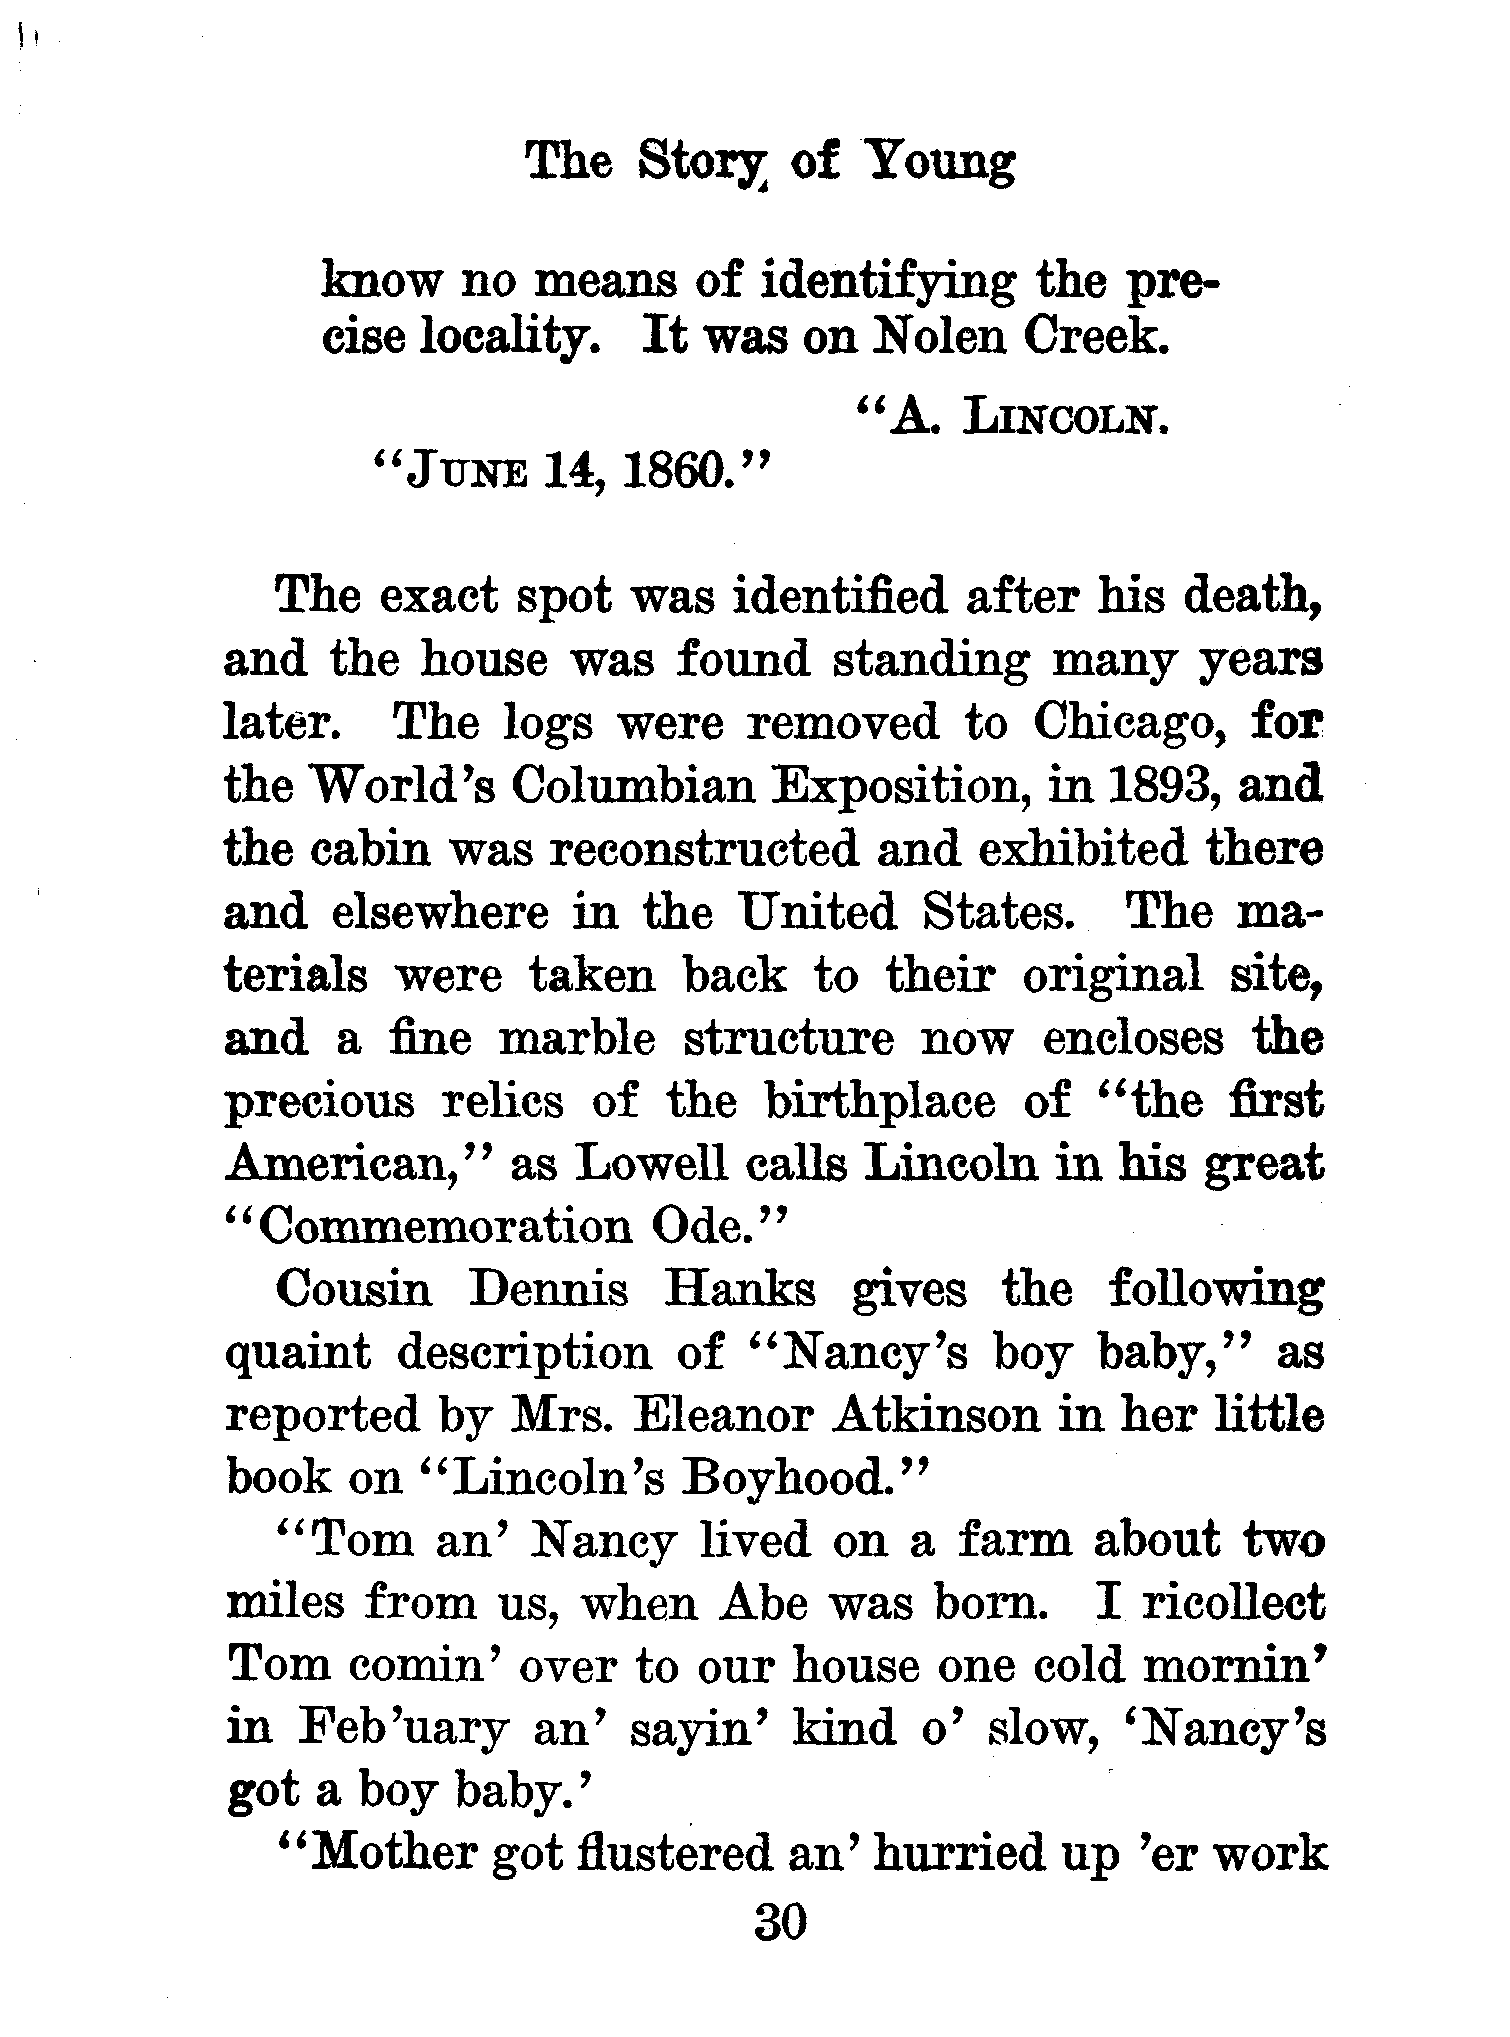 The Story of Young
know no means of identifying the pre-
cise locality. It was on Nolen Creek.
“A. LINCOLN.
“JUNE 14, 1860.”
The exact spot was identified after his death,
and the house was found standing many years
later. The logs were removed to Chicago, for
the World’s Columbian Exposition, in 1893, and
the cabin was reconstructed and exhibited there
and elsewhere in the United States. The ma-
terials were taken back to their original site,
and a fine marble structure now encloses the
precious relics of the birthplace of “the first
American,” as Lowell calls Lincoln in his great
“Commemoration Ode.”
Cousin Dennis Hanks gives the following
quaint description of “Nancy’s boy baby,” as
reported by Mrs. Eleanor Atkinson in her little
book on “Lincoln’s Boyhood.”
“Tom an’ Nancy lived on a farm about two
miles from us, when Abe was born. I ricollect
Tom comin’ over to our house one cold mornin’
in Feb’uary an’ sayin’ kind o’ slow, ‘Nancy’s
got a boy baby.’
“Mother got flustered an’ hurried up ’er work
30